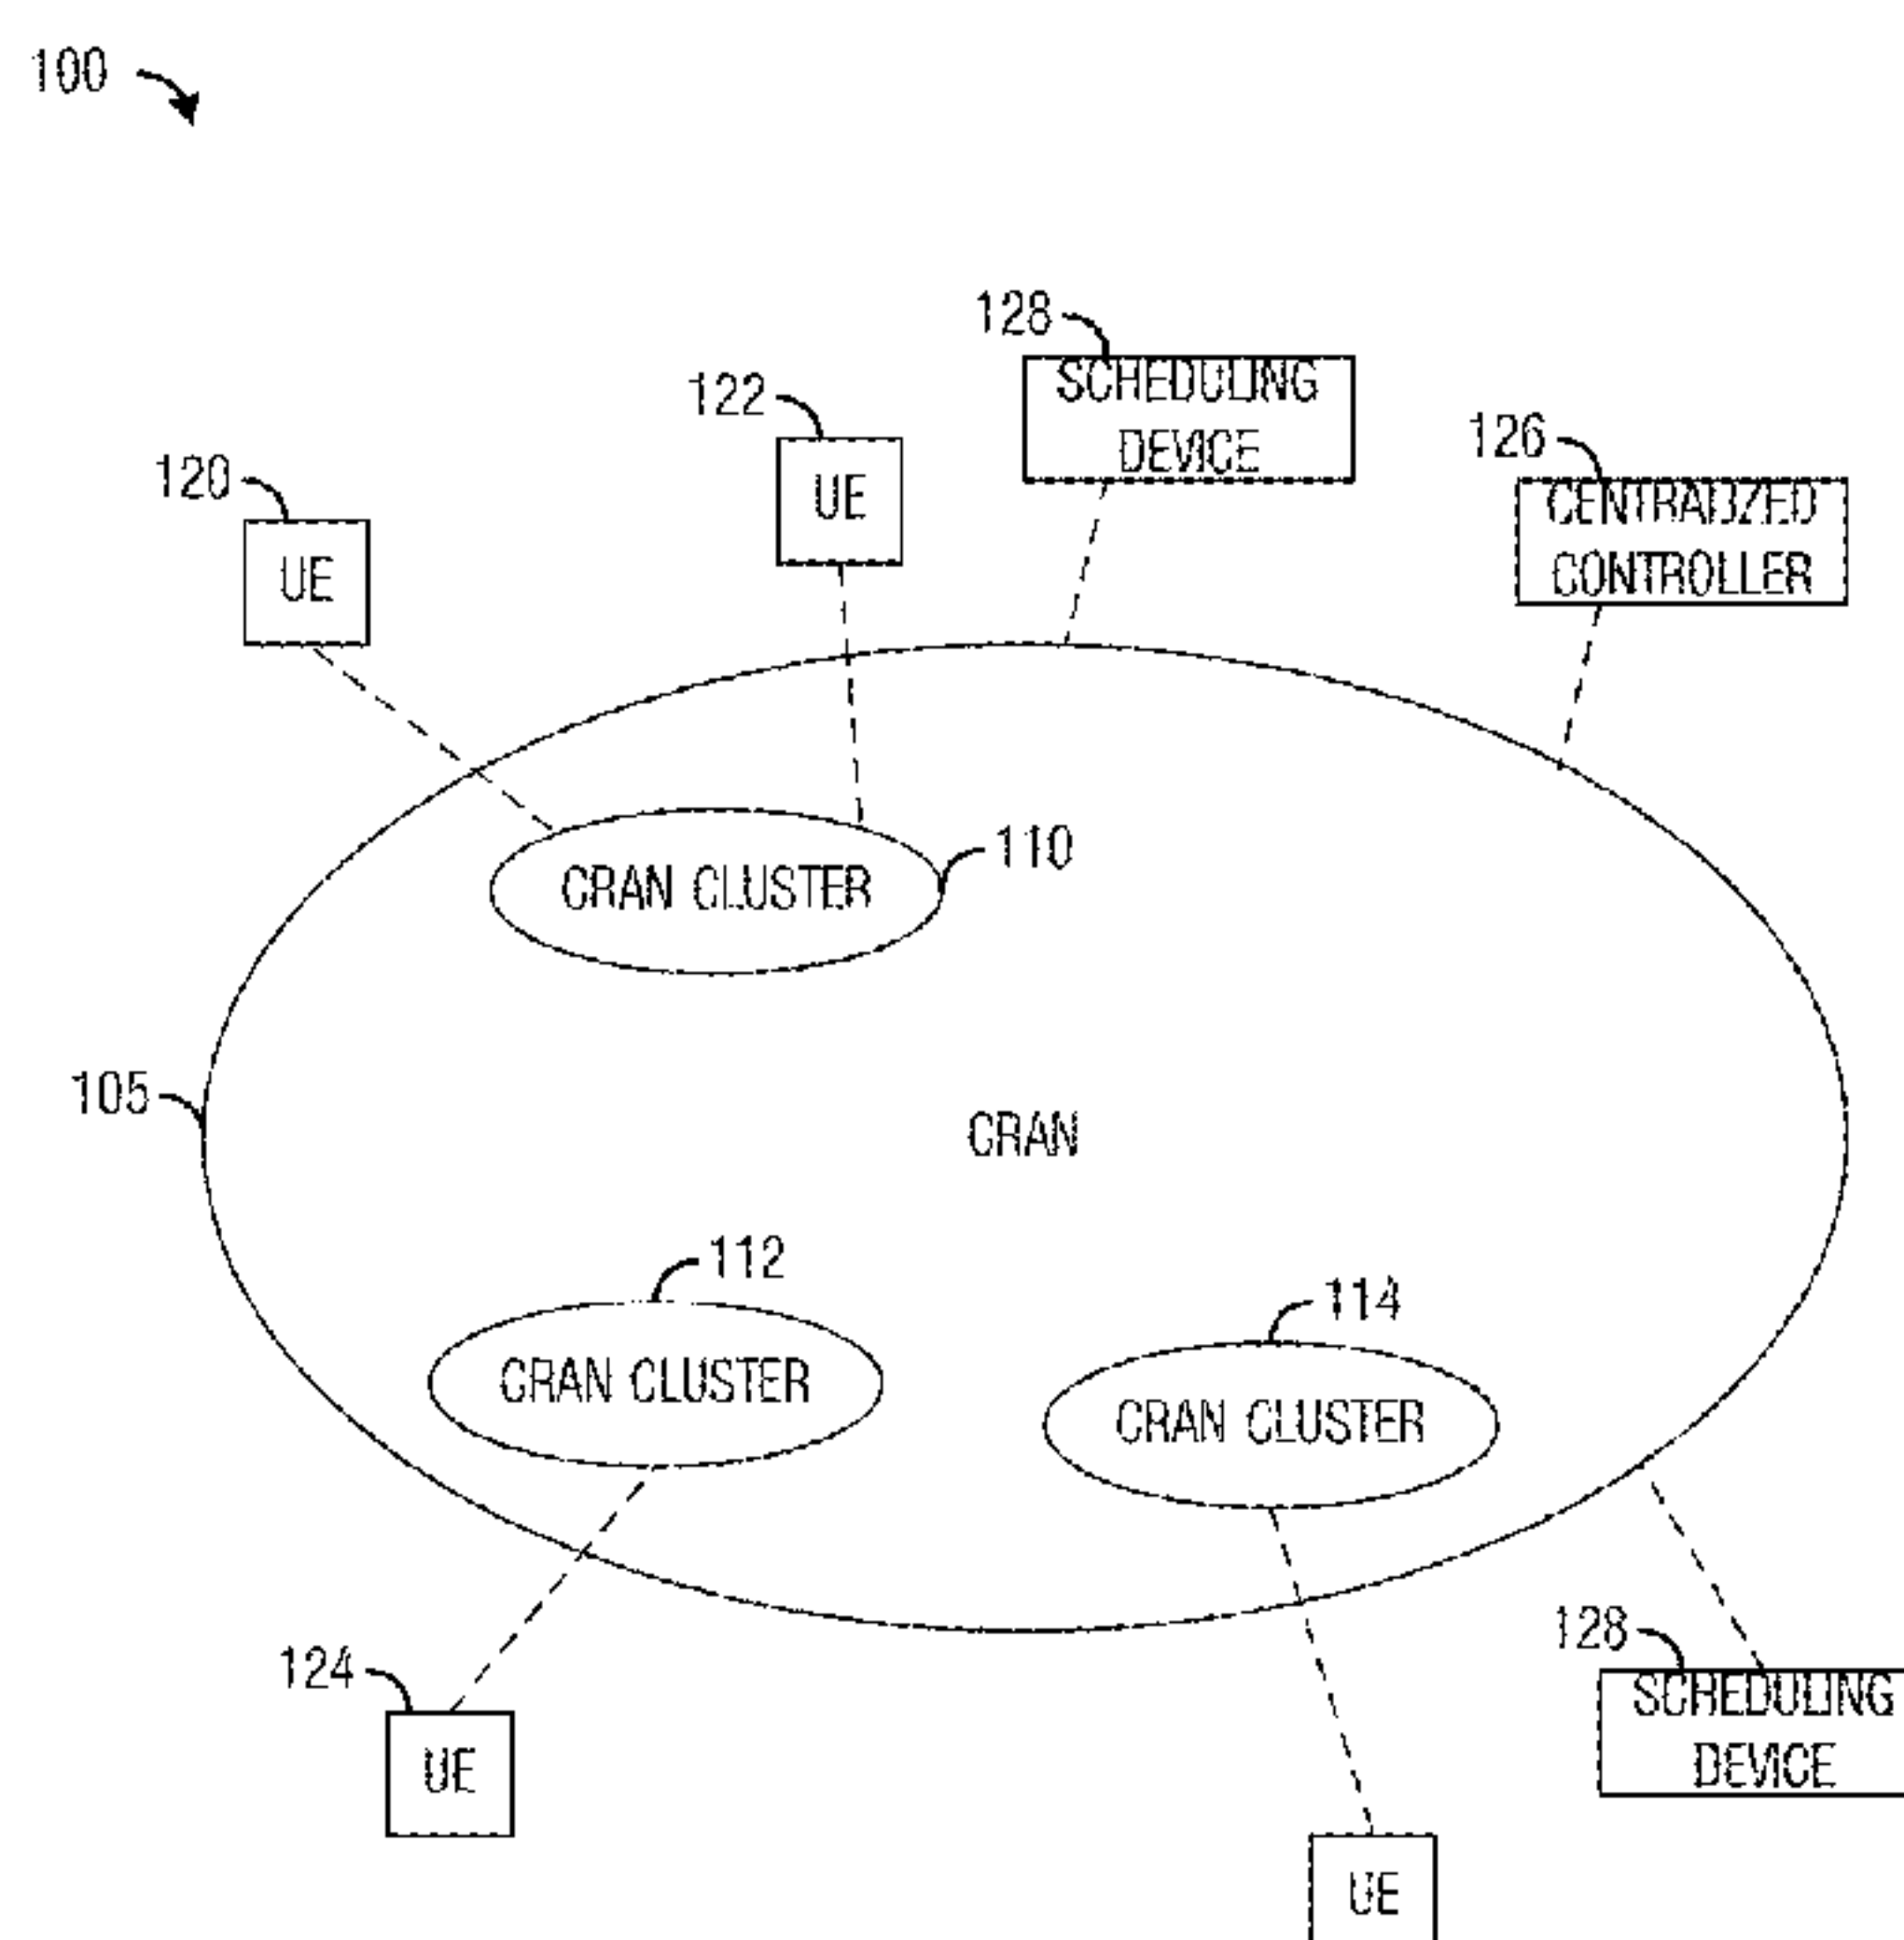 100
128
SCHEDULING
DEVICE
122
UE
126
CENTRALIZED
CONTROLLER
120
UE
110
CRAN CLUSTER
105
CRAN
112
CRAN CLUSTER
114
CRAN CLUSTER
124
UE
128
SCHEDULING
DEVICE
UE